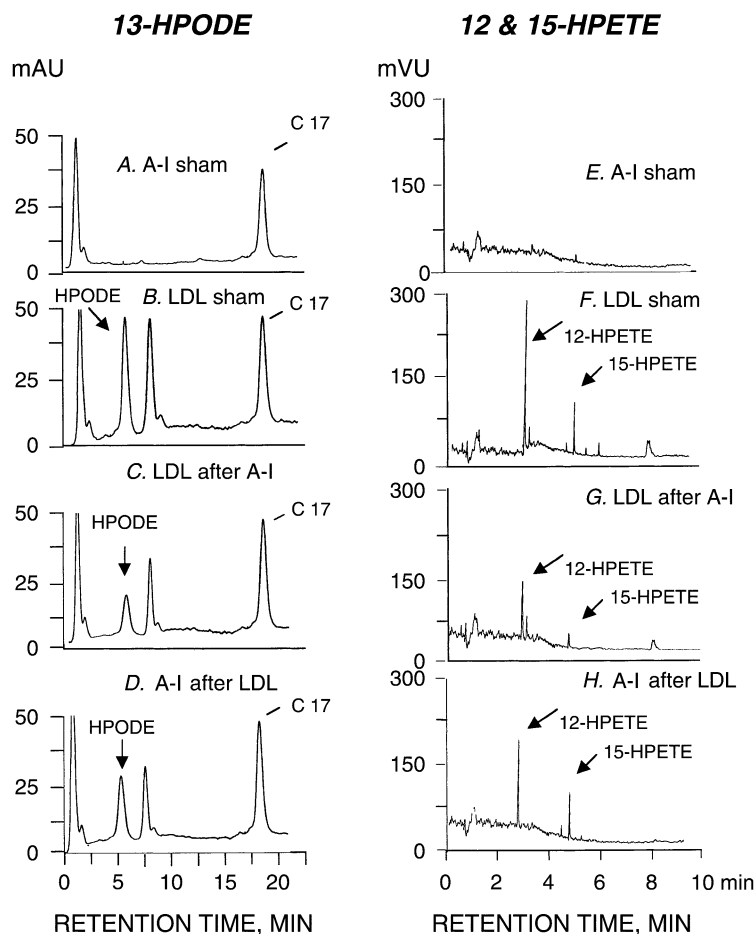 13-HPODE
mAU
50
25
0
A. A-I sham
C 17
HPODE
B. LDL sham
C 17
50
25
0
C. LDL after A-I
HPODE
C 17
50
25
0
D. A-I after LDL
HPODE
C 17
50
25
0
0 5 10 15 20
RETENTION TIME, MIN
12 & 15-HPETE
mVU
300
150
0
E. A-I sham
300
150
0
F. LDL sham
12-HPETE
15-HPETE
300
150
0
G. LDL after A-I
12-HPETE
15-HPETE
300
150
0
H. A-I after LDL
12-HPETE
15-HPETE
0 2 4 6 8 10 min
RETENTION TIME, MIN